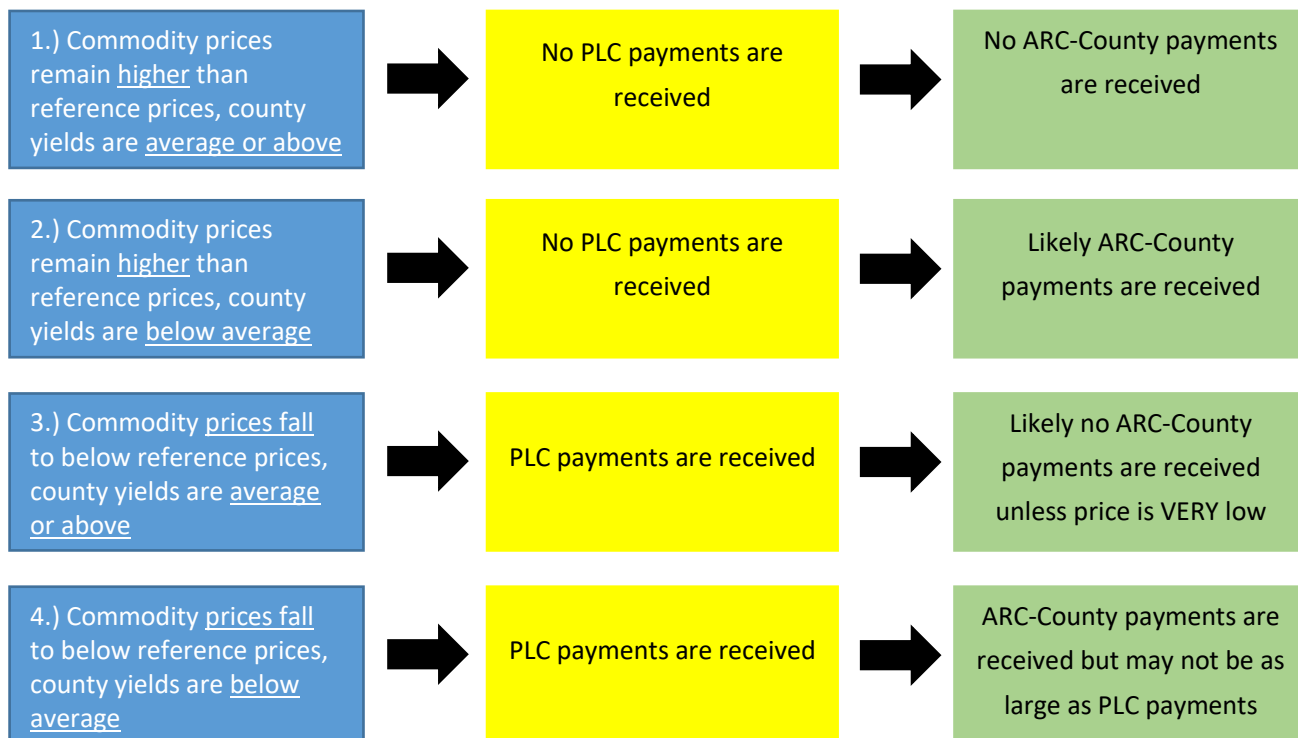 1.) Commodity prices
remain higher than
reference prices, county
yields are average or above
No PLC payments are
received
No ARC-County payments
are received
2.) Commodity prices
remain higher than
reference prices, county
yields are below average
No PLC payments are
received
Likely ARC-County
payments are received
3.) Commodity prices fall
to below reference prices,
county yields are average
or above
PLC payments are received
Likely no ARC-County
payments are received
unless price is VERY low
4.) Commodity prices fall
to below reference prices,
county yields are below
average
PLC payments are received
ARC-County payments are
received but may not be as
large as PLC payments